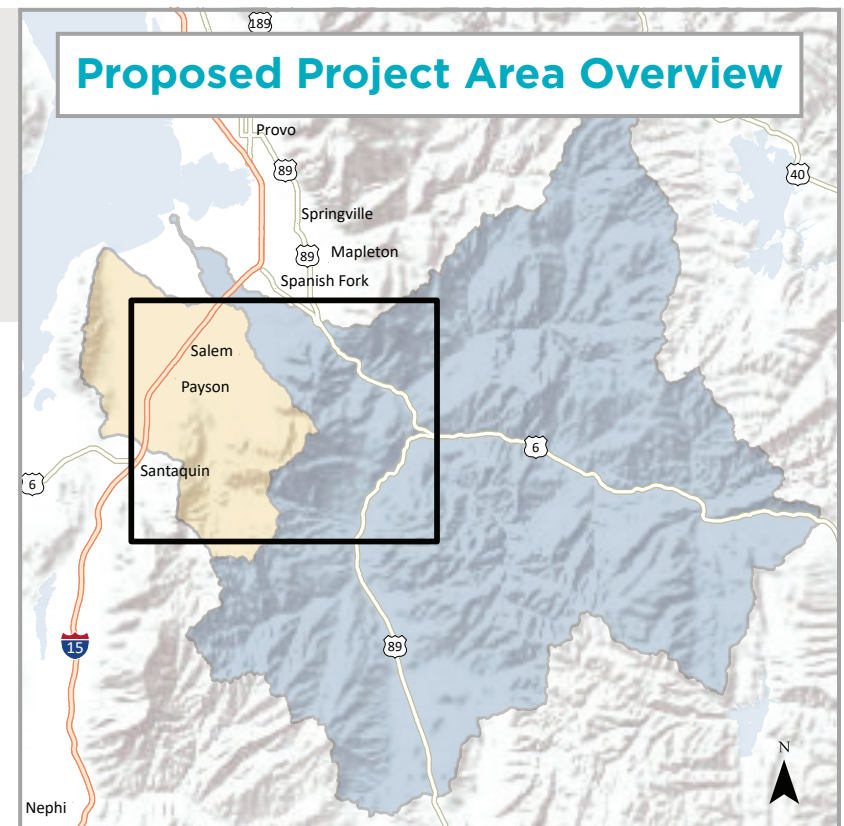 189
Proposed Project Area Overview
Provo
40
89
Springville
89
Mapleton
Spanish Fork
Salem
Payson
6
Santaquin
6
89
15
N
Nephi